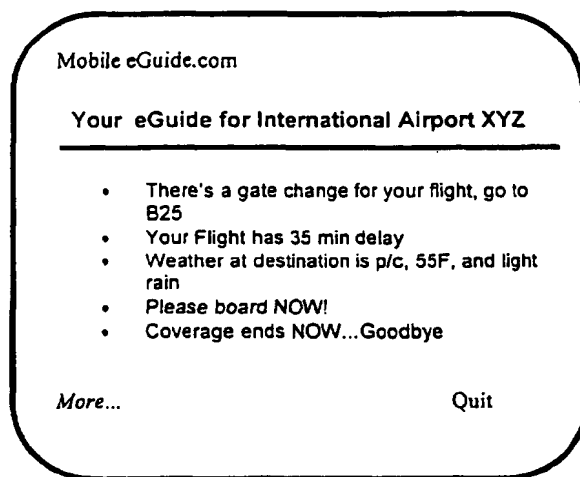 Mobile eGuide.com
Your eGuide for International Airport XYZ
• There's a gate change for your flight, go to
B25
• Your Flight has 35 min delay
• Weather at destination is p/c, 55F, and light
rain
• Please board NOW!
• Coverage ends NOW...Goodbye
More... Quit